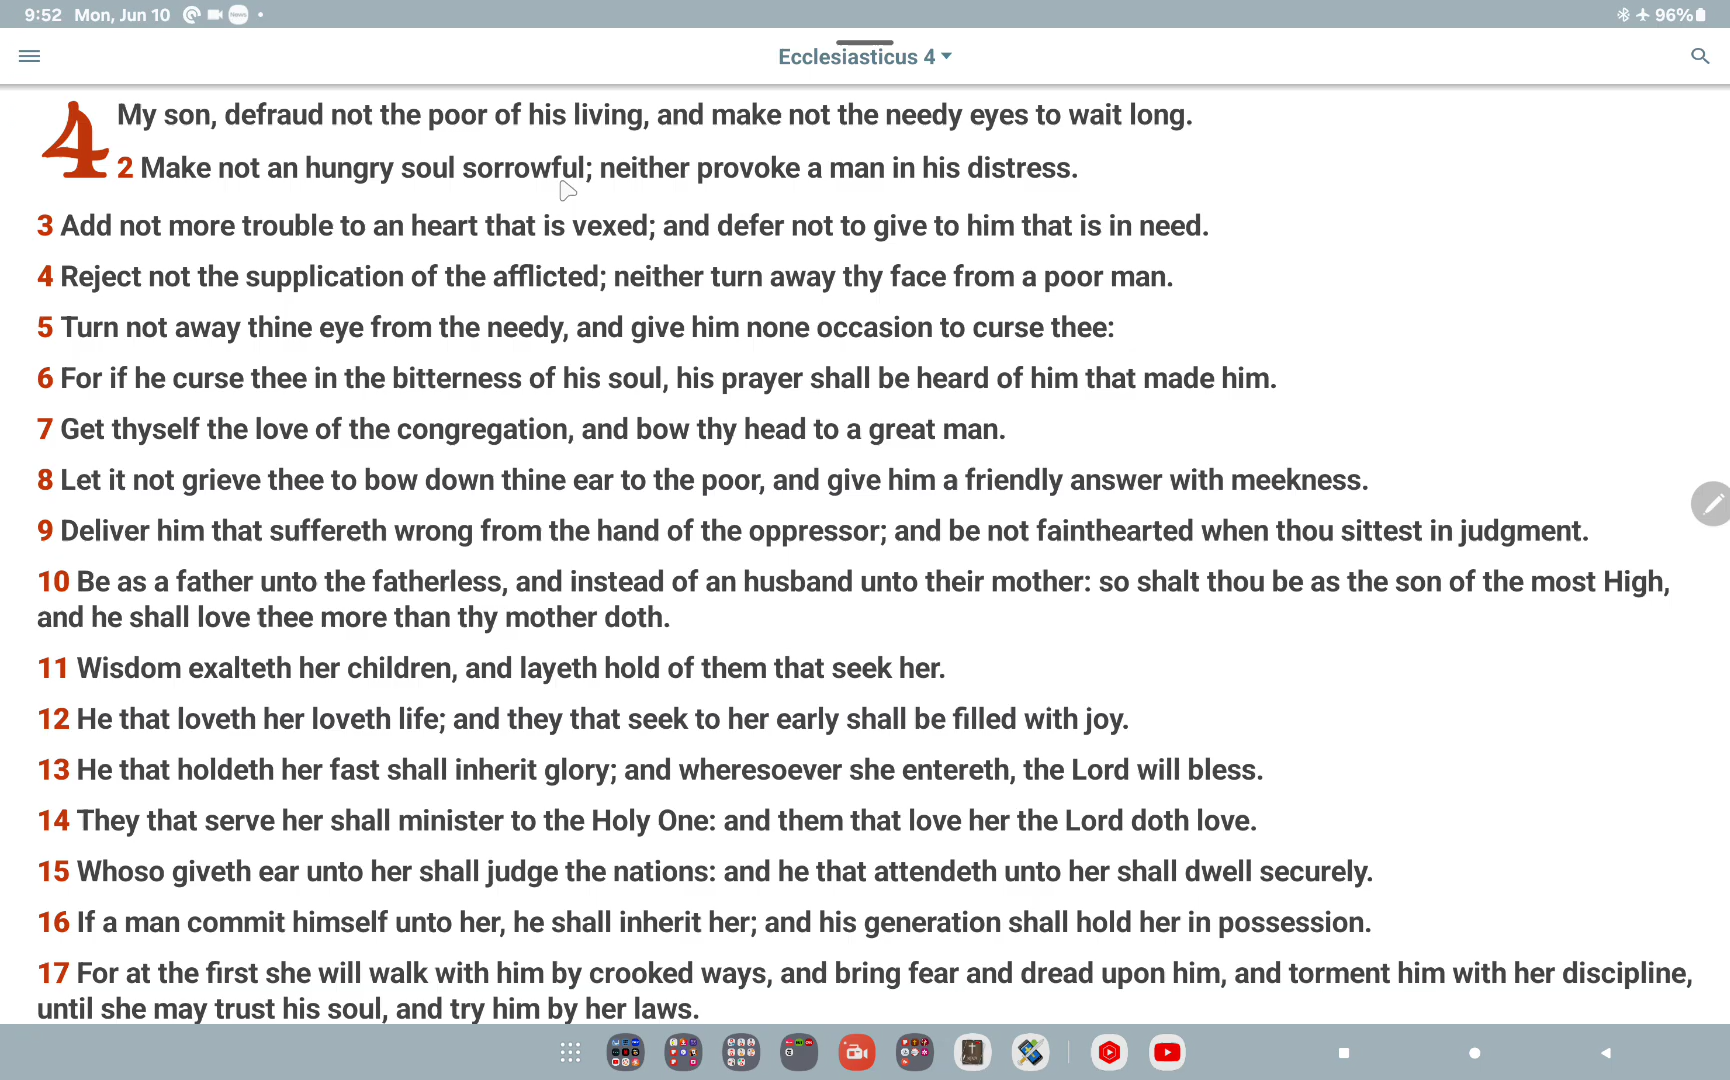 9:52 Mon, Jun 10 News 96%
Ecclesiasticus 4
4 My son, defraud not the poor of his living, and make not the needy eyes to wait long.
2 Make not an hungry soul sorrowful; neither provoke a man in his distress.
3 Add not more trouble to an heart that is vexed; and defer not to give to him that is in need.
4 Reject not the supplication of the afflicted; neither turn away thy face from a poor man.
5 Turn not away thine eye from the needy, and give him none occasion to curse thee:
6 For if he curse thee in the bitterness of his soul, his prayer shall be heard of him that made him.
7 Get thyself the love of the congregation, and bow thy head to a great man.
8 Let it not grieve thee to bow down thine ear to the poor, and give him a friendly answer with meekness.
9 Deliver him that suffereth wrong from the hand of the oppressor; and be not fainthearted when thou sittest in judgment.
10 Be as a father unto the fatherless, and instead of an husband unto their mother: so shalt thou be as the son of the most High,
and he shall love thee more than thy mother doth.
11 Wisdom exalteth her children, and layeth hold of them that seek her.
12 He that loveth her loveth life; and they that seek to her early shall be filled with joy.
13 He that holdeth her fast shall inherit glory; and wheresoever she entereth, the Lord will bless.
14 They that serve her shall minister to the Holy One: and them that love her the Lord doth love.
15 Whoso giveth ear unto her shall judge the nations: and he that attendeth unto her shall dwell securely.
16 If a man commit himself unto her, he shall inherit her; and his generation shall hold her in possession.
17 For at the first she will walk with him by crooked ways, and bring fear and dread upon him, and torment him with her discipline,
until she may trust his soul, and try him by her laws.